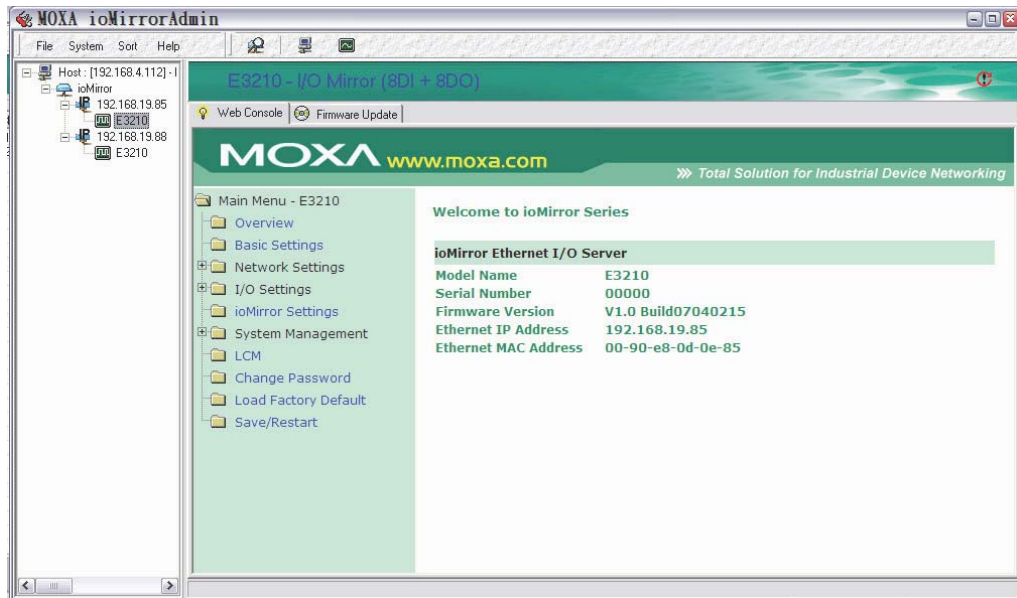 MOXA ioMirrorAdmin
File System Sort Help
Host : [192.168.4.112] - I
ioMirror
192.168.19.85
E3210
192.168.19.88
E3210
E3210 - I/O Mirror (8DI + 8DO)
Web Console
Firmware Update
MOXA www.moxa.com
Total Solution for Industrial Device Networking
Main Menu - E3210
Overview
Basic Settings
Network Settings
I/O Settings
ioMirror Settings
System Management
LCM
Change Password
Load Factory Default
Save/Restart
Welcome to ioMirror Series
ioMirror Ethernet I/O Server
Model Name E3210
Serial Number 00000
Firmware Version V1.0 Build07040215
Ethernet IP Address 192.168.19.85
Ethernet MAC Address 00-90-e8-0d-0e-85